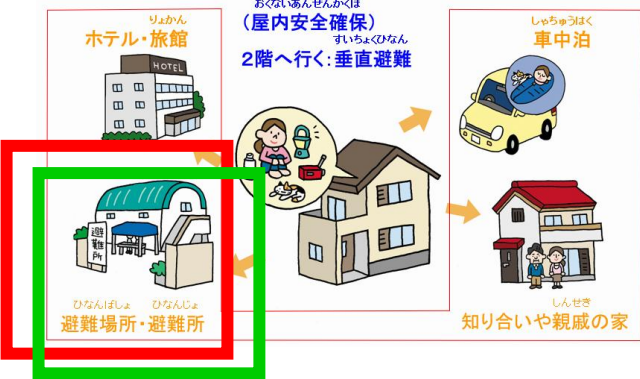 おくないあんぜんかくほ
(屋内安全確保)
すいちょくひなん
2階へ行く:垂直避難
りょかん
ホテル・旅館
HOTEL
しゃちゅうはく
車中泊
避難所
ひなんばしょ ひなんじょ
避難場所・避難所
しんせき
知り合いや親戚の家